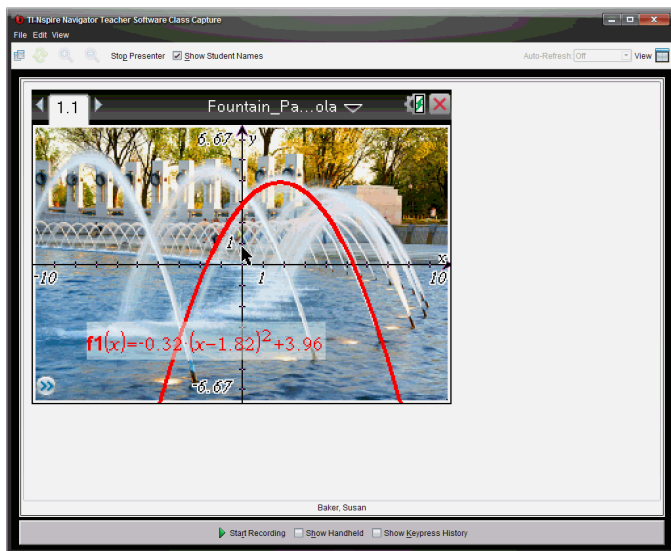 TI-Nspire Navigator Teacher Software Class Capture
File Edit View
Stop Presenter Show Student Names Auto-Refresh: Off View
1.1 Fountain_Pa...ola
6.67 y
1
x
-10 1 10
f1(x)=-0.32·(x-1.82)²+3.96
-6.67
Baker, Susan
Start Recording Show Handheld Show Keypress History